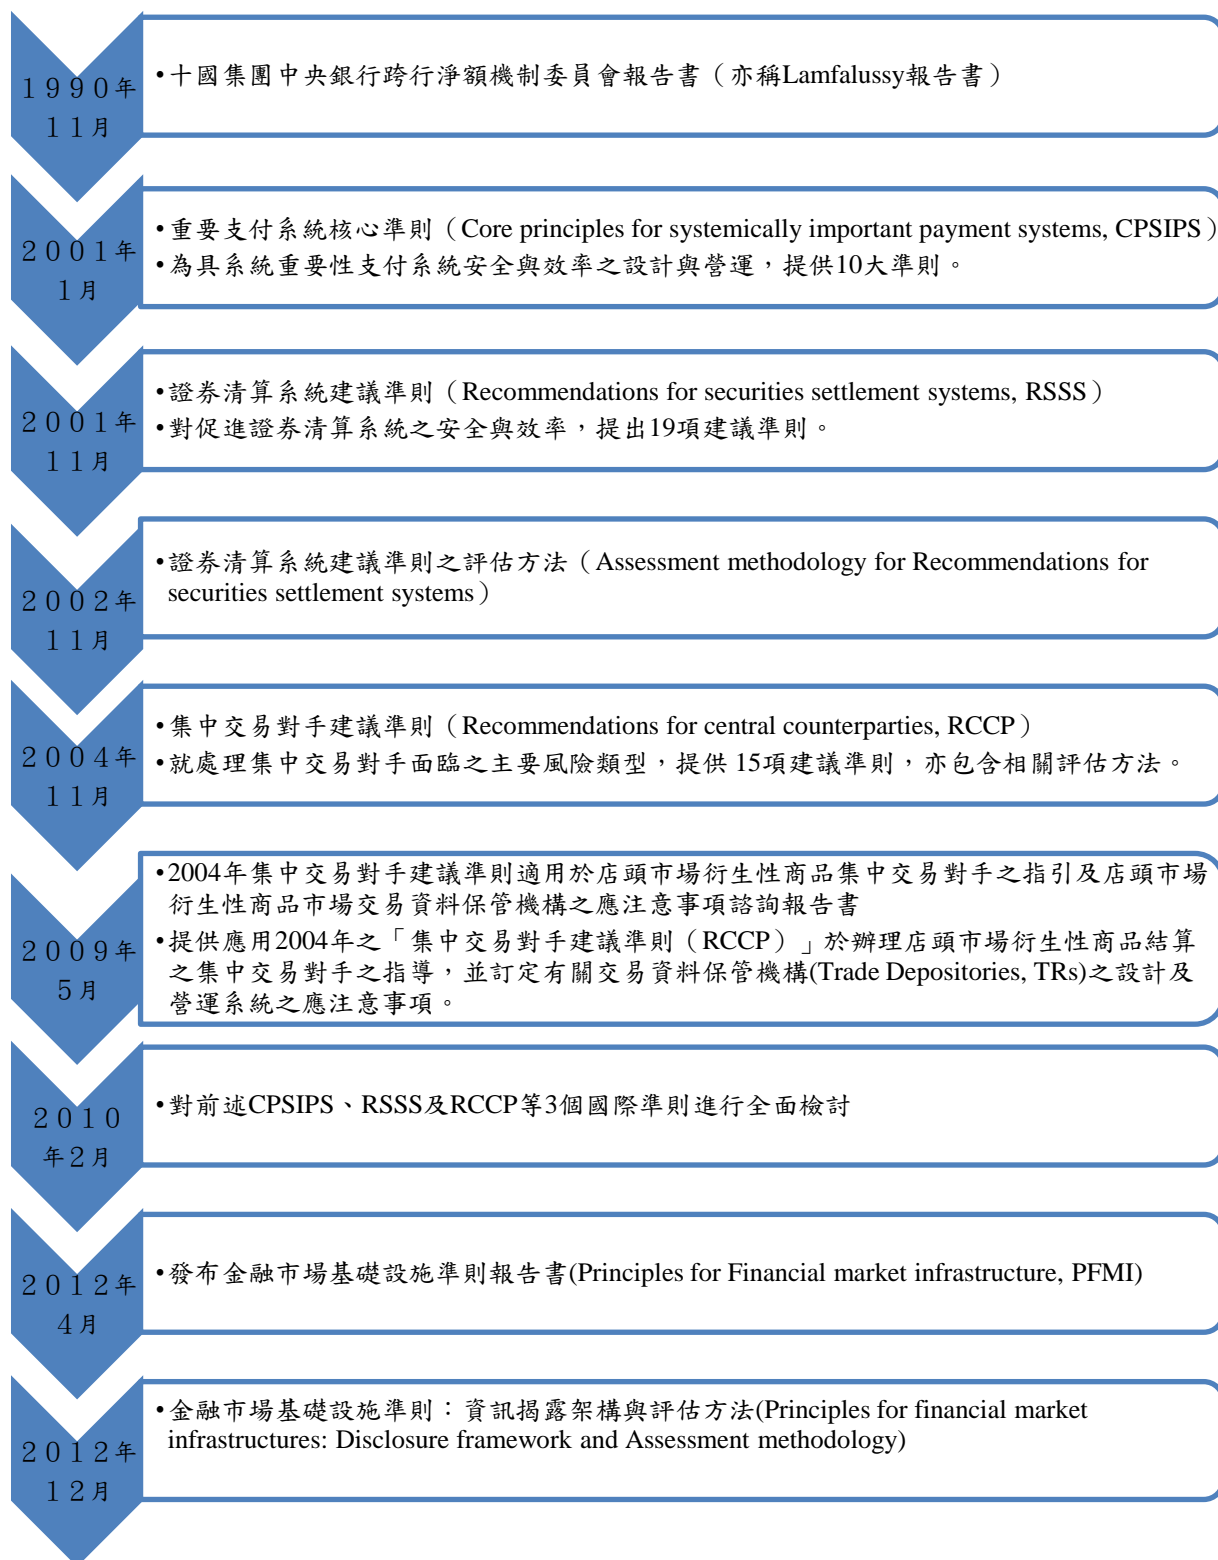 １９９０年
１１月
•十國集團中央銀行跨行淨額機制委員會報告書（亦稱Lamfalussy報告書）
２００１年
１月
•重要支付系統核心準則（Core principles for systemically important payment systems, CPSIPS）
•為具系統重要性支付系統安全與效率之設計與營運，提供10大準則。
２００１年
１１月
•證券清算系統建議準則（Recommendations for securities settlement systems, RSSS）
•對促進證券清算系統之安全與效率，提出19項建議準則。
２００２年
１１月
•證券清算系統建議準則之評估方法（Assessment methodology for Recommendations for
securities settlement systems）
２００４年
１１月
•集中交易對手建議準則（Recommendations for central counterparties, RCCP）
•就處理集中交易對手面臨之主要風險類型，提供 15項建議準則，亦包含相關評估方法。
２００９年
５月
•2004年集中交易對手建議準則適用於店頭市場衍生性商品集中交易對手之指引及店頭市場
衍生性商品市場交易資料保管機構之應注意事項諮詢報告書
•提供應用2004年之「集中交易對手建議準則（RCCP）」於辦理店頭市場衍生性商品結算
之集中交易對手之指導，並訂定有關交易資料保管機構(Trade Depositories, TRs)之設計及
營運系統之應注意事項。
２０１０
年２月
•對前述CPSIPS、RSSS及RCCP等3個國際準則進行全面檢討
２０１２年
４月
•發布金融市場基礎設施準則報告書(Principles for Financial market infrastructure, PFMI)
２０１２年
１２月
•金融市場基礎設施準則：資訊揭露架構與評估方法(Principles for financial market
infrastructures: Disclosure framework and Assessment methodology)